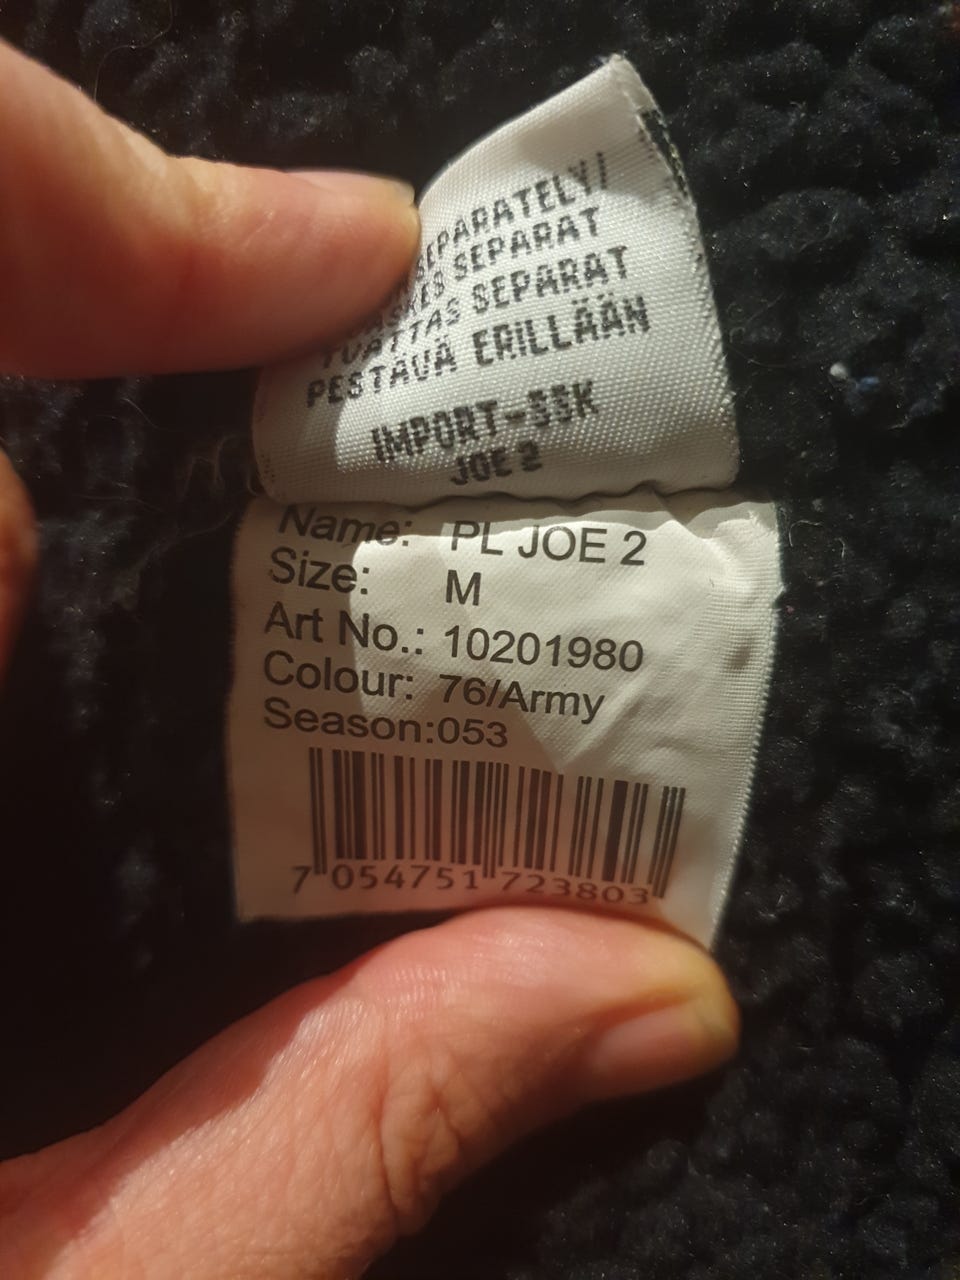 SEPARATELY/
SEPARAT
TVÄTTAS SEPARAT
PESTÄVÄ ERILLÄÄN
IMPORT-SSK
JOE 2
Name: PL JOE 2
Size: M
Art No.: 10201980
Colour: 76/Army
Season:053
7 054751 723803